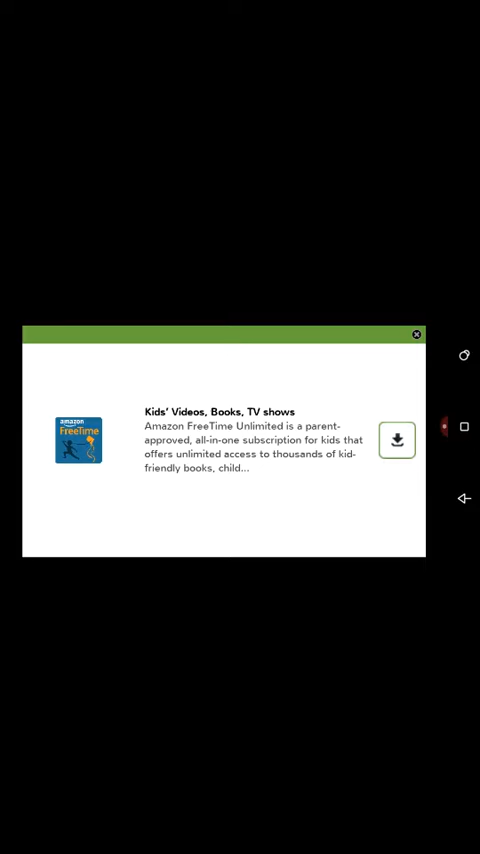 Kids' Videos, Books, TV shows
amazon
FreeTime
Amazon FreeTime Unlimited is a parent-
approved, all-in-one subscription for kids that
offers unlimited access to thousands of kid-
friendly books, child...